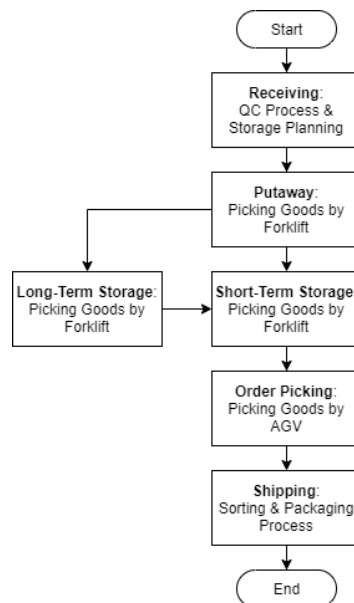 Start
Receiving:
QC Process &
Storage Planning
Putaway:
Picking Goods by
Forklift
Long-Term Storage:
Picking Goods by
Forklift
Short-Term Storage:
Picking Goods by
Forklift
Order Picking:
Picking Goods by
AGV
Shipping:
Sorting & Packaging
Process
End